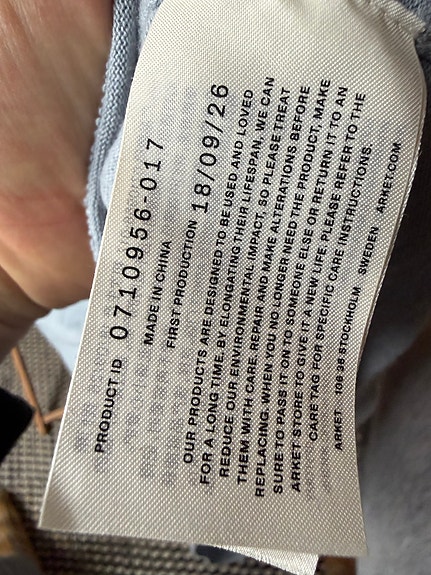 PRODUCT ID 0710956-017
MADE IN CHINA
FIRST PRODUCTION 18/09/26
OUR PRODUCTS ARE DESIGNED TO BE USED AND LOVED
FOR A LONG TIME. BY ELONGATING THEIR LIFESPAN, WE CAN
REDUCE OUR ENVIRONMENTAL IMPACT, SO PLEASE TREAT
THEM WITH CARE. REPAIR AND MAKE ALTERATIONS BEFORE
REPLACING. WHEN YOU NO LONGER NEED THE PRODUCT, MAKE
SURE TO PASS IT ON TO SOMEONE ELSE OR RETURN IT TO AN
ARKET STORE TO GIVE IT A NEW LIFE. PLEASE REFER TO THE
CARE TAG FOR SPECIFIC CARE INSTRUCTIONS.
ARKET 106 38 STOCKHOLM SWEDEN ARKET.COM